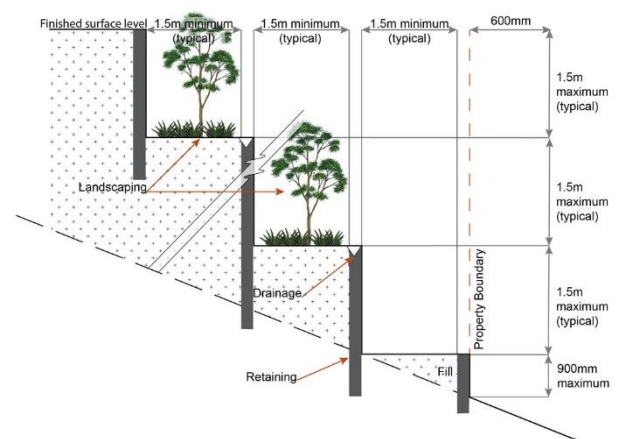 Finished surface level
1.5m minimum
(typical)
1.5m minimum
(typical)
1.5m minimum
(typical)
600mm
1.5m
maximum
(typical)
Landscaping
1.5m
maximum
(typical)
Drainage
Property Boundary
1.5m
maximum
(typical)
Retaining
Fill
900mm
maximum